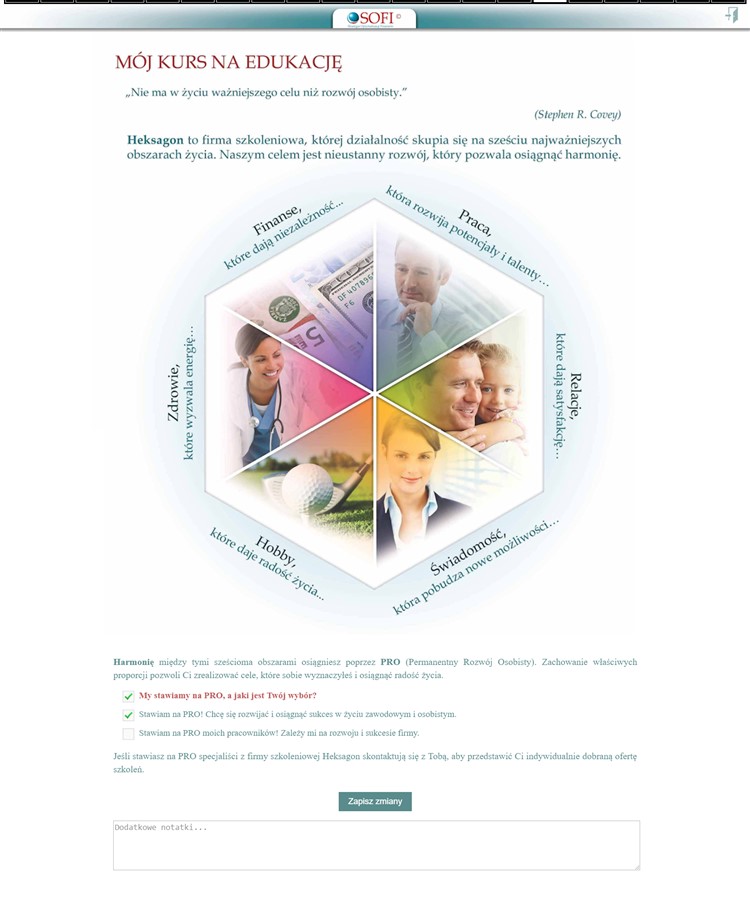 SOFI ©
MÓJ KURS NA EDUKACJĘ
„Nie ma w życiu ważniejszego celu niż rozwój osobisty.”
(Stephen R. Covey)
Heksagon to firma szkoleniowa, której działalność skupia się na sześciu najważniejszych
obszarach życia. Naszym celem jest nieustanny rozwój, który pozwala osiągnąć harmonię.
Finanse,
które dają niezależność...
Praca,
która rozwija potencjały i talenty...
Zdrowie,
które wyzwala energię...
Relacje,
które dają satysfakcję...
Hobby,
które daje radość życia...
Świadomość,
która pobudza nowe możliwości...
Harmonię między tymi sześcioma obszarami osiągniesz poprzez PRO (Permanentny Rozwój Osobisty). Zachowanie właściwych
proporcji pozwoli Ci zrealizować cele, które sobie wyznaczyłeś i osiągnąć radość życia.
My stawiamy na PRO, a jaki jest Twój wybór?
Stawiam na PRO! Chcę się rozwijać i osiągnąć sukces w życiu zawodowym i osobistym.
Stawiam na PRO moich pracowników! Zależy mi na rozwoju i sukcesie firmy.
Jeśli stawiasz na PRO specjaliści z firmy szkoleniowej Heksagon skontaktują się z Tobą, aby przedstawić Ci indywidualnie dobraną ofertę
szkoleń.
Zapisz zmiany
Dodatkowe notatki...